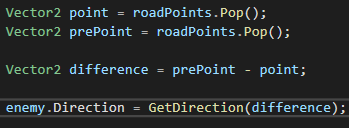 Vector2 point = roadPoints.Pop();
Vector2 prePoint = roadPoints.Pop();
Vector2 difference = prePoint - point;
enemy.Direction = GetDirection(difference);